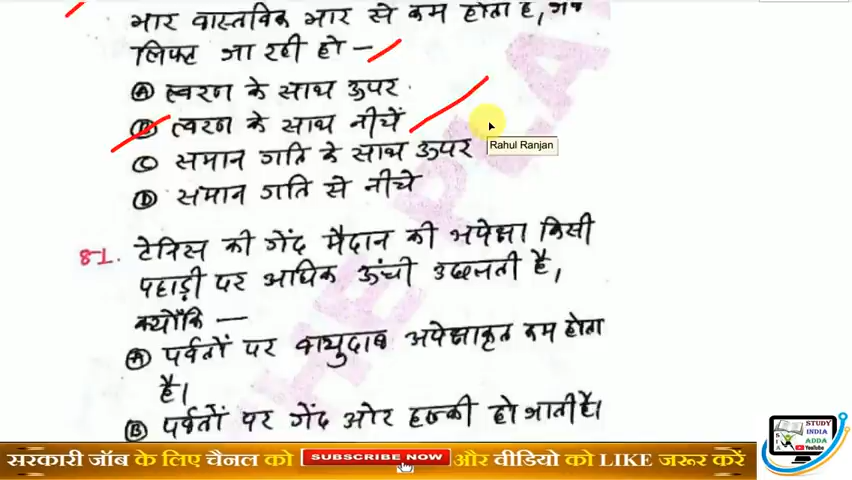 भार वास्तविक भार से कम होता है, जब
लिफ्ट जा रही हो —
Ⓐ त्वरण के साथ ऊपर
Ⓑ त्वरण के साथ नीचें
Ⓒ समान गति के साथ ऊपर
Ⓓ समान गति से नीचे
Rahul Ranjan
81. टेनिस की गेंद मैदान की अपेक्षा किसी
पहाड़ी पर अधिक ऊंची उछलती है,
क्योंकि —
Ⓐ पर्वतों पर वायुदाब अपेक्षाकृत कम होता
है।
Ⓑ पर्वतों पर गेंद ओर हल्की हो जाती है।
सरकारी जॉब के लिए चैनल को SUBSCRIBE NOW और वीडियो को LIKE जरूर करें
STUDY
INDIA
ADDA
YouTube